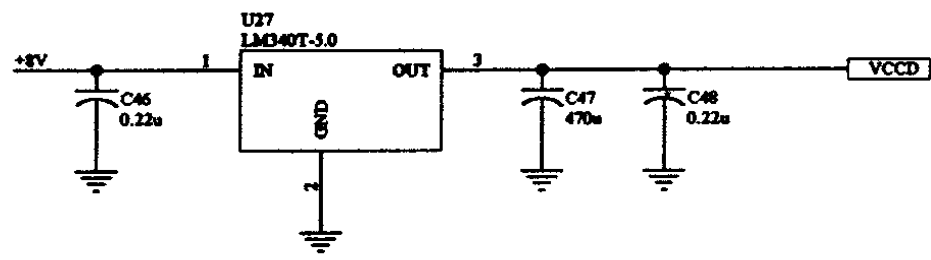 U27
LM340T-5.0
+8V
1
IN
OUT
3
VCCD
C46
0.22u
GND
C47
470u
C48
0.22u
2